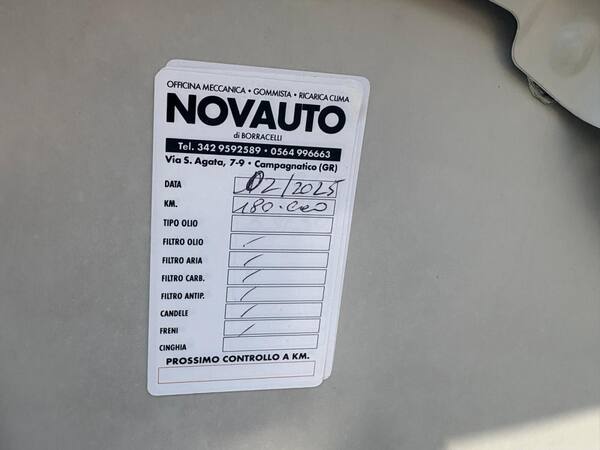 OFFICINA MECCANICA • GOMMISTA • RICARICA CLIMA
NOVAUTO
di BORRACELLI
Tel. 342 9592589 • 0564 996663
Via S. Agata, 7-9 • Campagnatico (GR)
DATA 02/2025
KM. 180.000
TIPO OLIO
FILTRO OLIO /
FILTRO ARIA /
FILTRO CARB. /
FILTRO ANTIP. /
CANDELE /
FRENI /
CINGHIA
PROSSIMO CONTROLLO A KM.